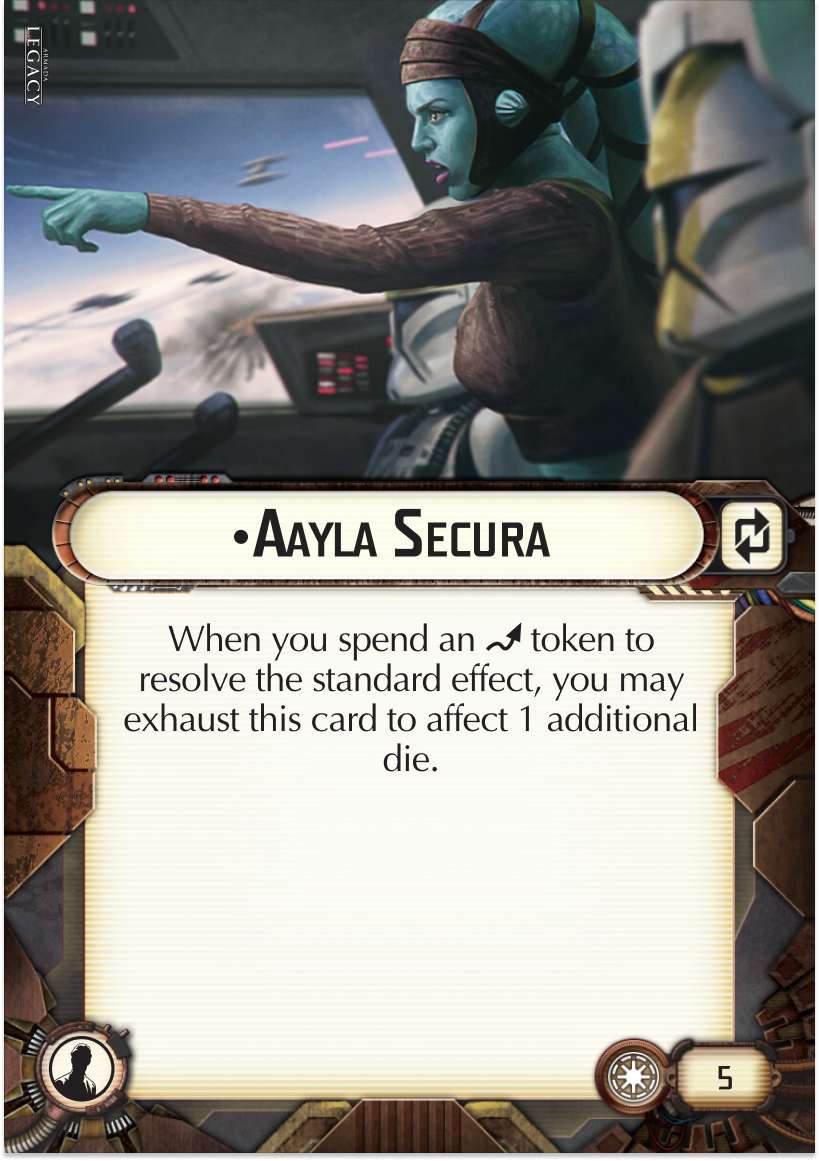 ARMADA
LEGACY
•Aayla Secura
When you spend an token to
resolve the standard effect, you may
exhaust this card to affect 1 additional
die.
5